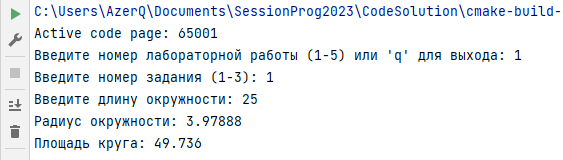 C:\Users\AzerQ\Documents\SessionProg2023\CodeSolution\cmake-build-
Active code page: 65001
Введите номер лабораторной работы (1-5) или 'q' для выхода: 1
Введите номер задания (1-3): 1
Введите длину окружности: 25
Радиус окружности: 3.97888
Площадь круга: 49.736